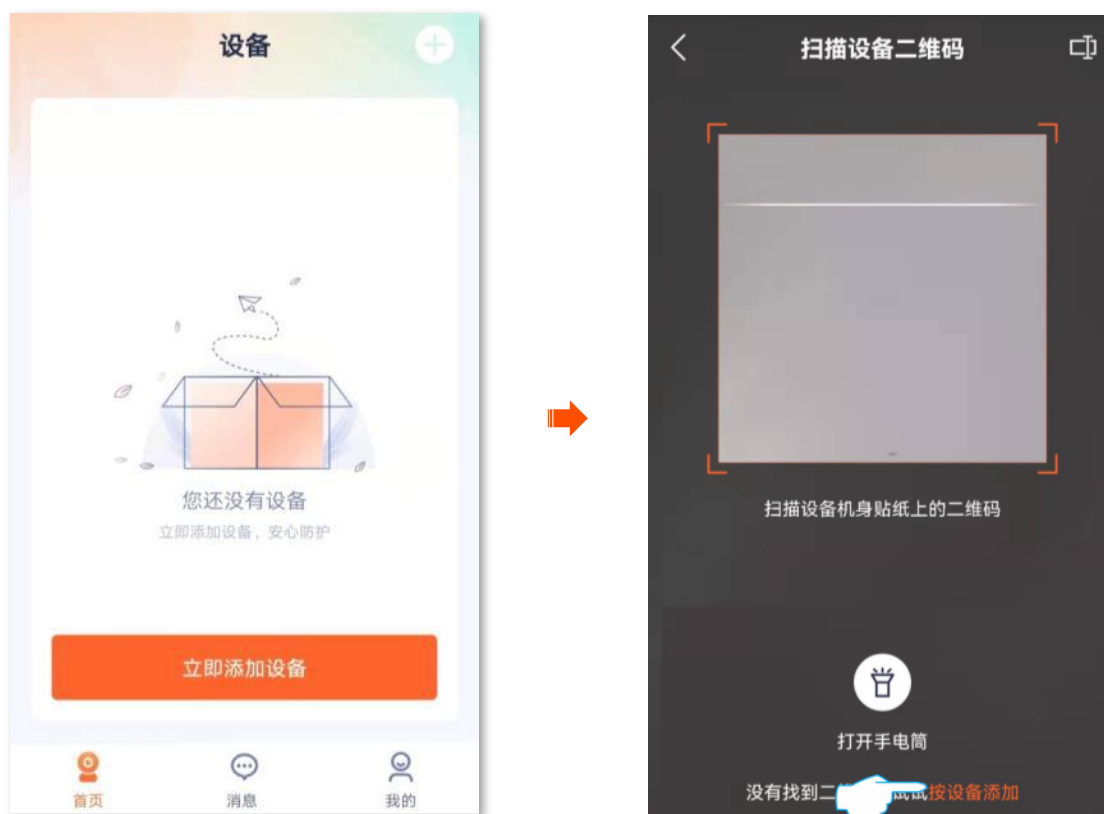 设备
您还没有设备
立即添加设备，安心防护
立即添加设备
首页
消息
我的
扫描设备二维码
扫描设备机身贴纸上的二维码
打开手电筒
没有找到二 试试按设备添加